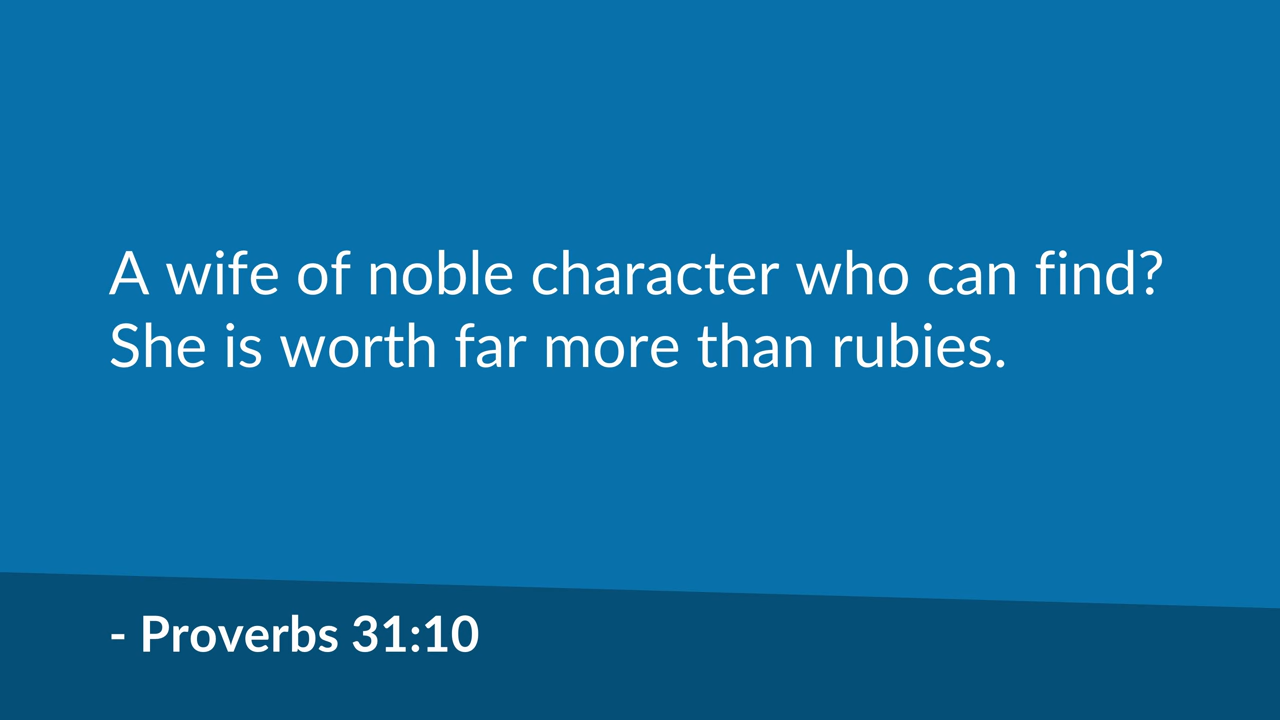 A wife of noble character who can find?
She is worth far more than rubies.
- Proverbs 31:10